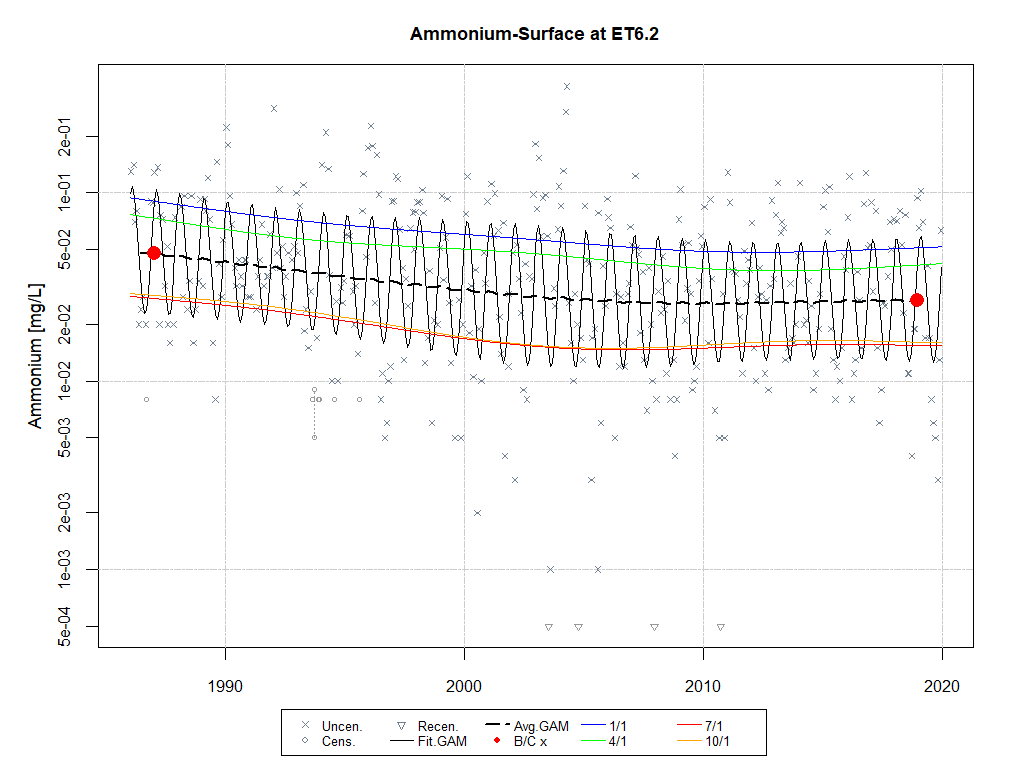 Ammonium-Surface at ET6.2
Ammonium [mg/L]
2e-01
1e-01
5e-02
2e-02
1e-02
5e-03
2e-03
1e-03
5e-04
1990 2000 2010 2020
Uncen. Recen. Avg.GAM 1/1 7/1
Cens. Fit.GAM B/C x 4/1 10/1